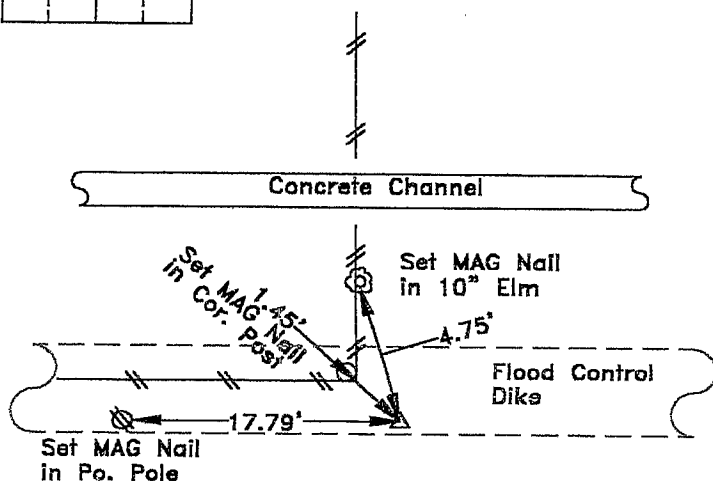 Concrete Channel
Set MAG Nail
in 10" Elm
1.45'
Set MAG Nail
in Cor. Post
4.75'
Flood Control
Dike
17.79'
Set MAG Nail
in Po. Pole